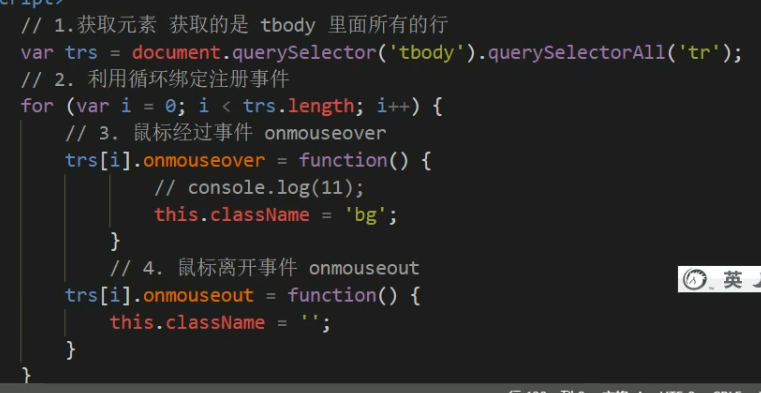 cript>
// 1.获取元素 获取的是 tbody 里面所有的行
var trs = document.querySelector('tbody').querySelectorAll('tr');
// 2. 利用循环绑定注册事件
for (var i = 0; i < trs.length; i++) {
// 3. 鼠标经过事件 onmouseover
trs[i].onmouseover = function() {
// console.log(11);
this.className = 'bg';
}
// 4. 鼠标离开事件 onmouseout
trs[i].onmouseout = function() {
this.className = '';
}
}
英